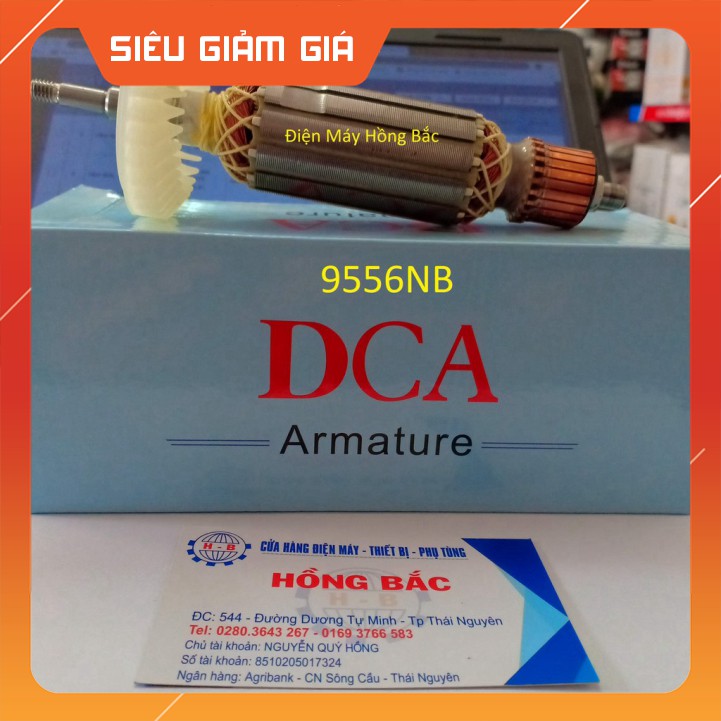 SIÊU GIẢM GIÁ
Điện Máy Hồng Bắc
Armature
9556NB
DCA
Armature
H - B
CỬA HÀNG ĐIỆN MÁY - THIẾT BỊ - PHỤ TÙNG
HỒNG BẮC
ĐC: 544 - Đường Dương Tự Minh - Tp Thái Nguyên
Tel: 0280.3643 267 - 0169 3766 583
Chủ tài khoản: NGUYỄN QUÝ HỒNG
Số tài khoản: 8510205017324
Ngân hàng: Agribank - CN Sông Cầu - Thái Nguyên